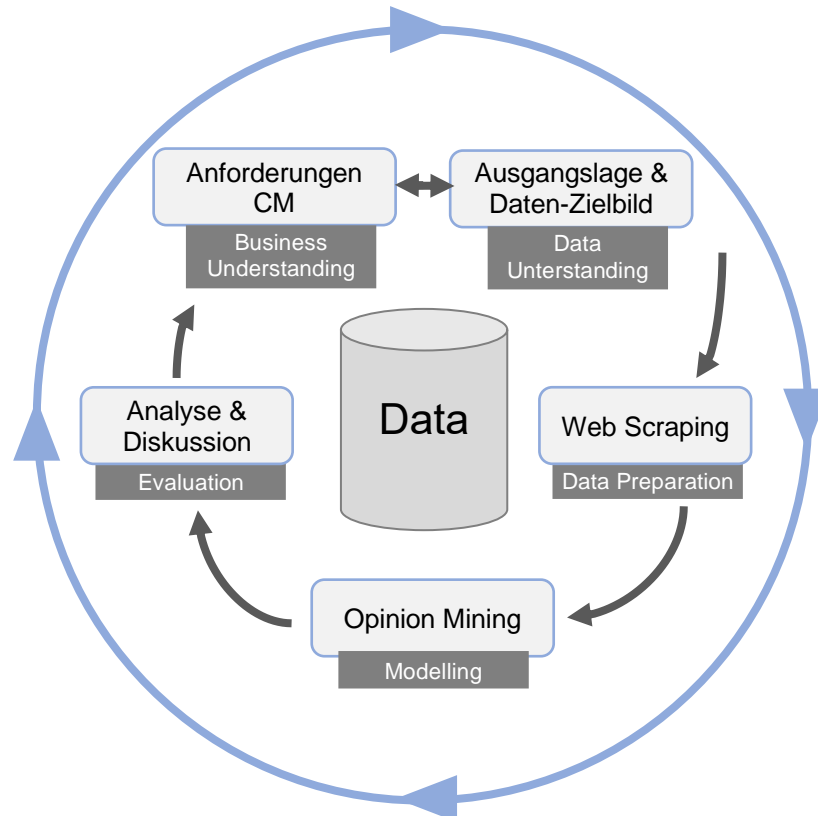 Anforderungen
CM
Business
Understanding
Ausgangslage &
Daten-Zielbild
Data
Unterstanding
Data
Web Scraping
Data Preparation
Opinion Mining
Modelling
Analyse &
Diskussion
Evaluation